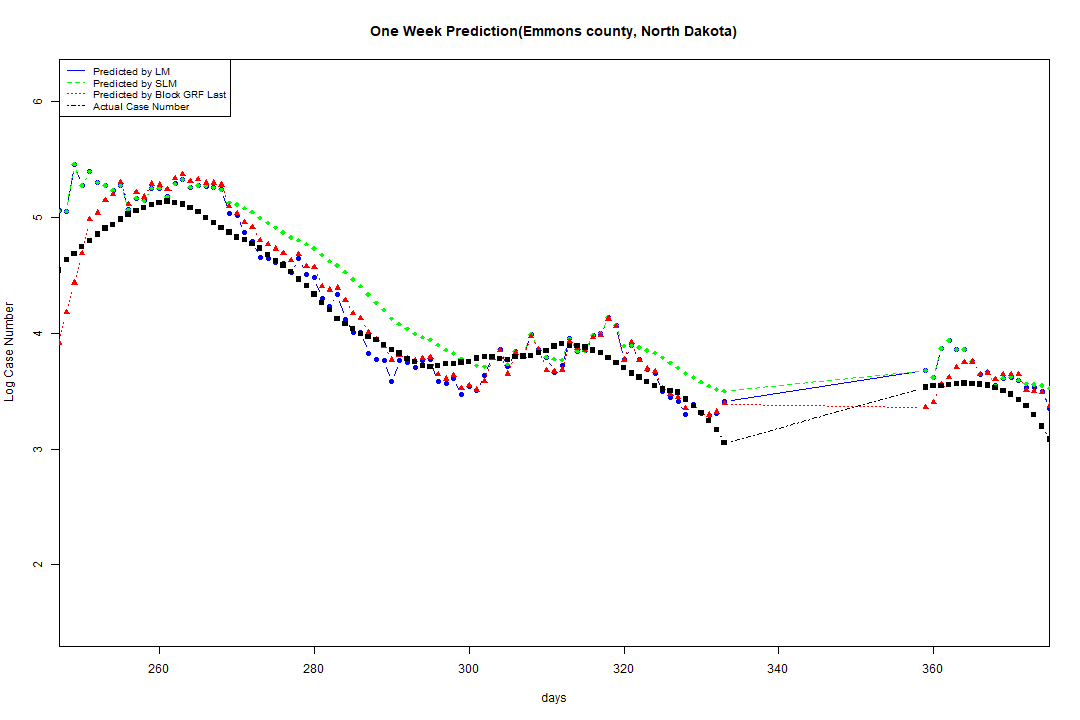 One Week Prediction(Emmons county, North Dakota)
Predicted by LM
Predicted by SLM
Predicted by Block GRF Last
Actual Case Number
6
5
4
3
2
Log Case Number
260 280 300 320 340 360
days